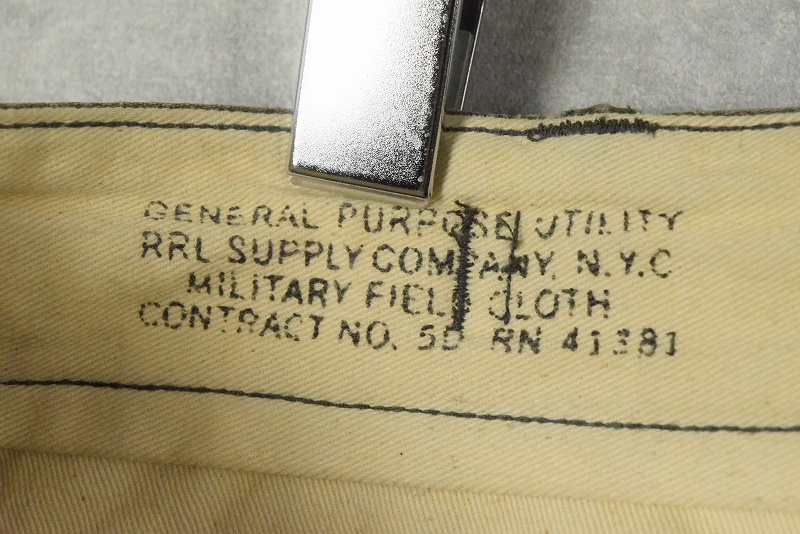 GENERAL PURPOSE UTILITY
RRL SUPPLY COMPANY, N.Y.C
MILITARY FIELD CLOTH
CONTRACT NO. 5D RN 41381